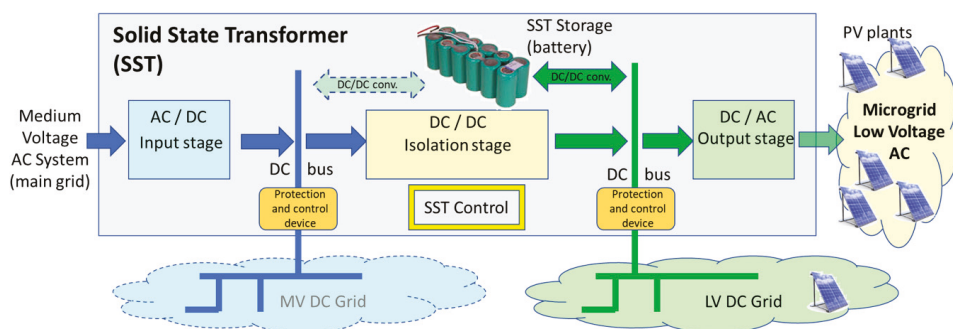 Solid State Transformer
(SST)
SST Storage
(battery)
PV plants
DC/DC conv.
DC/DC conv.
Medium
Voltage
AC System
(main grid)
AC / DC
Input stage
DC / DC
Isolation stage
DC / AC
Output stage
Microgrid
Low Voltage
AC
DC bus
DC bus
Protection
and control
device
SST Control
Protection
and control
device
MV DC Grid
LV DC Grid